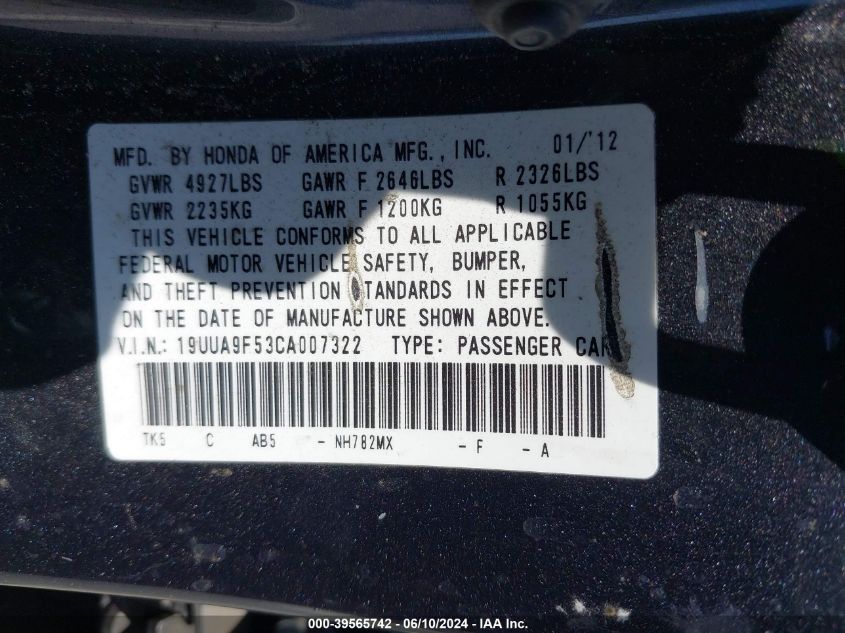 MFD. BY HONDA OF AMERICA MFG., INC. 01/'12
GVWR 4927LBS GAWR F 2646LBS R 2326LBS
GVWR 2235KG GAWR F 1200KG R 1055KG
THIS VEHICLE CONFORMS TO ALL APPLICABLE
FEDERAL MOTOR VEHICLE SAFETY, BUMPER,
AND THEFT PREVENTION STANDARDS IN EFFECT
ON THE DATE OF MANUFACTURE SHOWN ABOVE.
V.I.N.: 19UUA9F53CA007322 TYPE: PASSENGER CAR
TK5 C AB5 - NH782MX - F - A
000-39565742 - 06/10/2024 - IAA Inc.